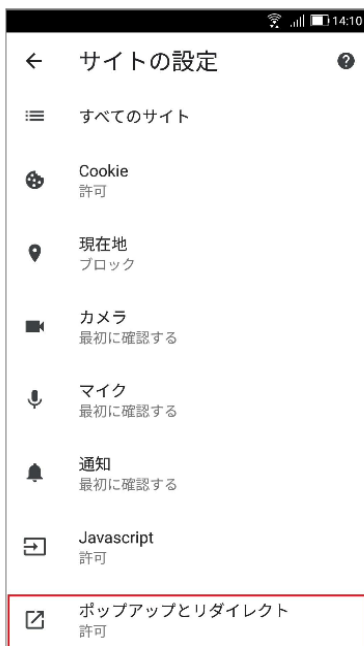 14:10
サイトの設定
すべてのサイト
Cookie
許可
現在地
ブロック
カメラ
最初に確認する
マイク
最初に確認する
通知
最初に確認する
Javascript
許可
ポップアップとリダイレクト
許可